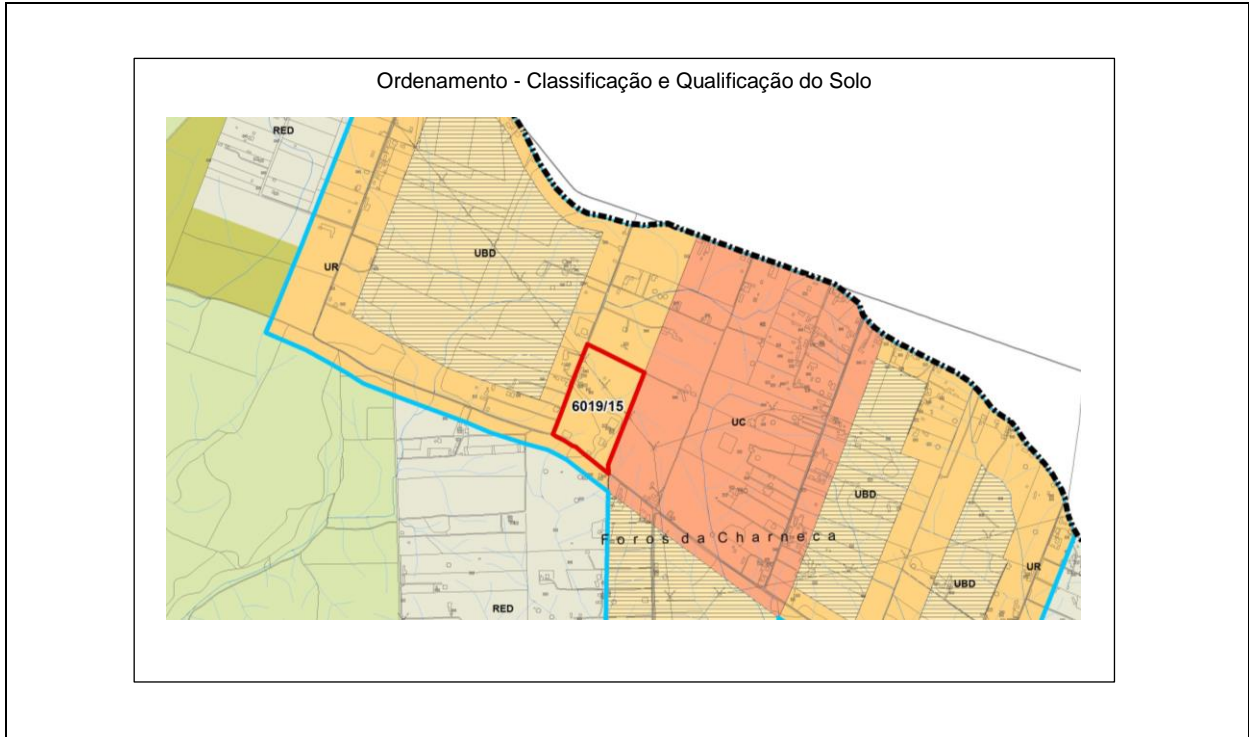 Ordenamento - Classificação e Qualificação do Solo
RED
UBD
UR
6019/15
UC
UBD
Foros da Charneca
UBD
UR
RED